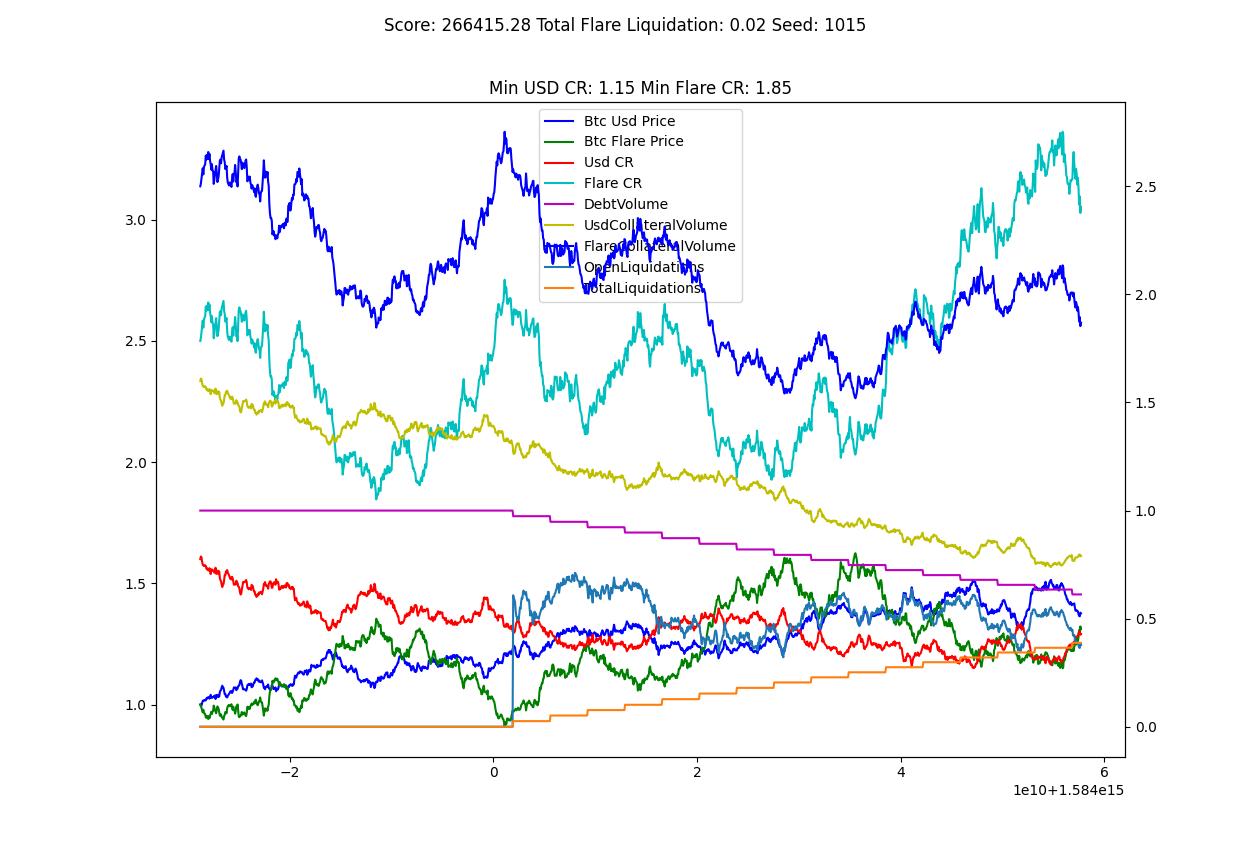 Score: 266415.28 Total Flare Liquidation: 0.02 Seed: 1015
Min USD CR: 1.15 Min Flare CR: 1.85
Btc Usd Price
Btc Flare Price
Usd CR
Flare CR
DebtVolume
UsdCollateralVolume
FlareCollateralVolume
OpenLiquidations
TotalLiquidations
3.0
2.5
2.0
1.5
1.0
2.5
2.0
1.5
1.0
0.5
0.0
−2
0
2
4
6
1e10+1.584e15